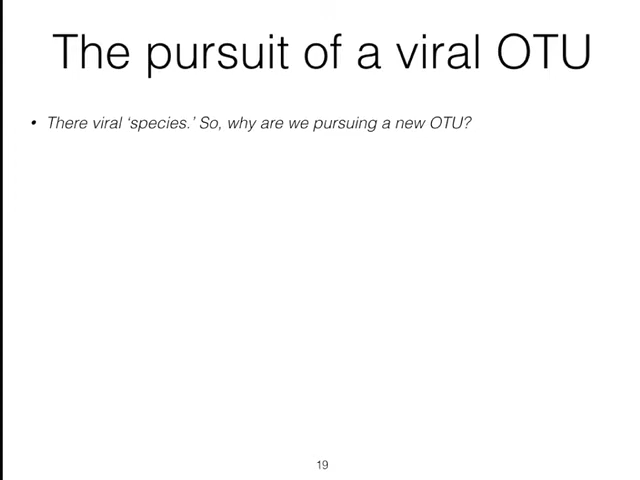 The pursuit of a viral OTU
• There viral ‘species.’ So, why are we pursuing a new OTU?
19